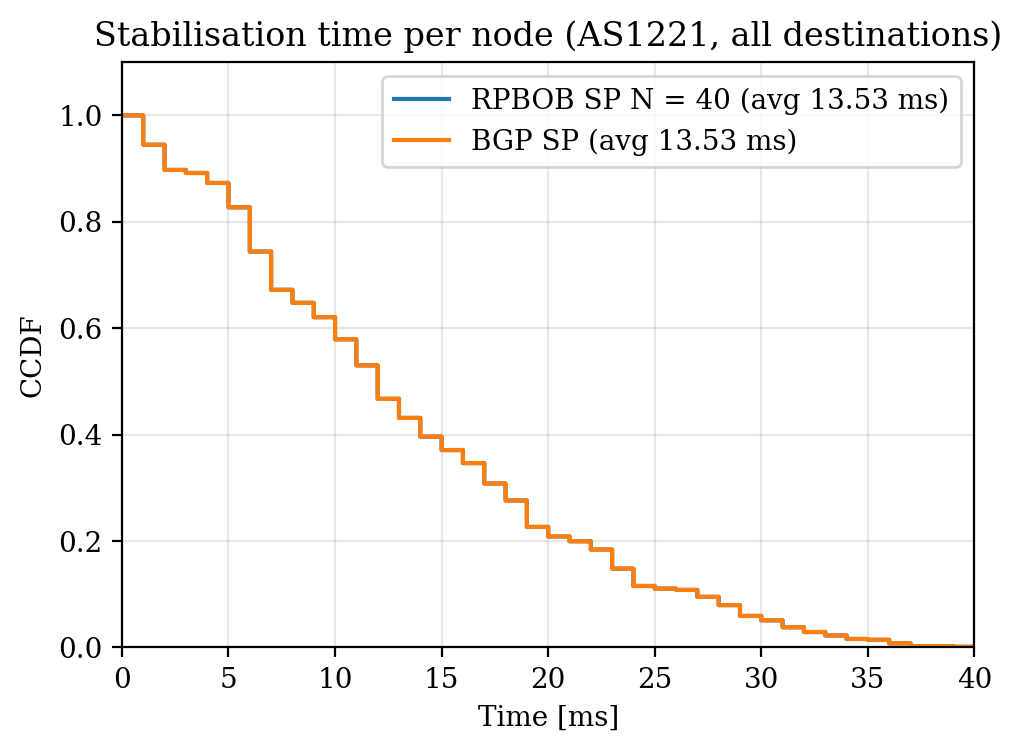 Stabilisation time per node (AS1221, all destinations)
RPBOB SP N = 40 (avg 13.53 ms)
BGP SP (avg 13.53 ms)
CCDF
1.0
0.8
0.6
0.4
0.2
0.0
0 5 10 15 20 25 30 35 40
Time [ms]